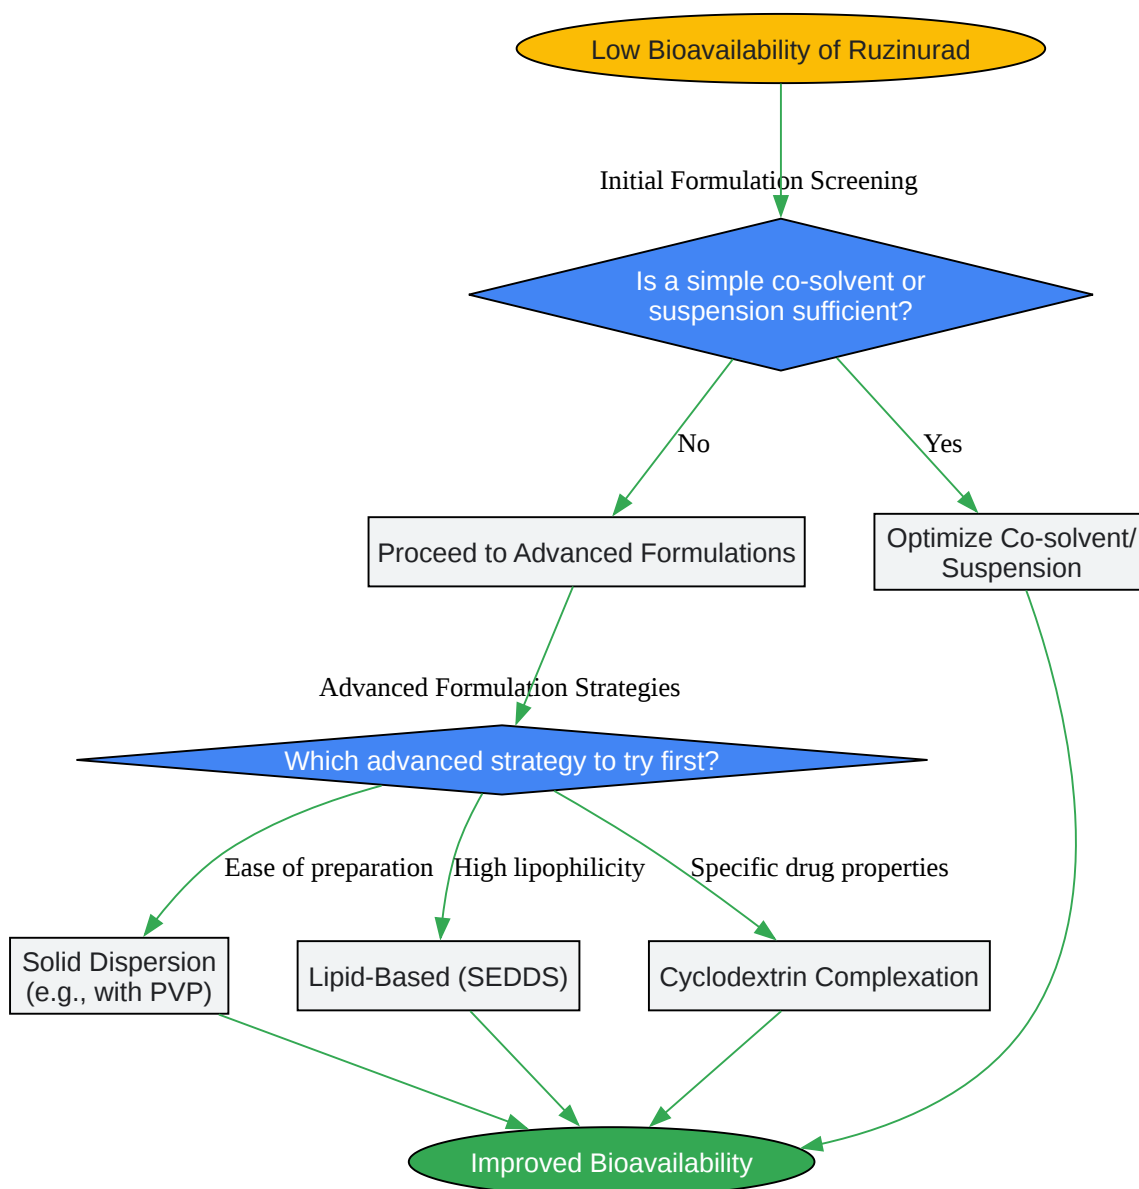 Low Bioavailability of Ruzinurad
Initial Formulation Screening
Is a simple co-solvent or
suspension sufficient?
No
Yes
Proceed to Advanced Formulations
Optimize Co-solvent/
Suspension
Advanced Formulation Strategies
Which advanced strategy to try first?
Ease of preparation
High lipophilicity
Specific drug properties
Solid Dispersion
(e.g., with PVP)
Lipid-Based (SEDDS)
Cyclodextrin Complexation
Improved Bioavailability